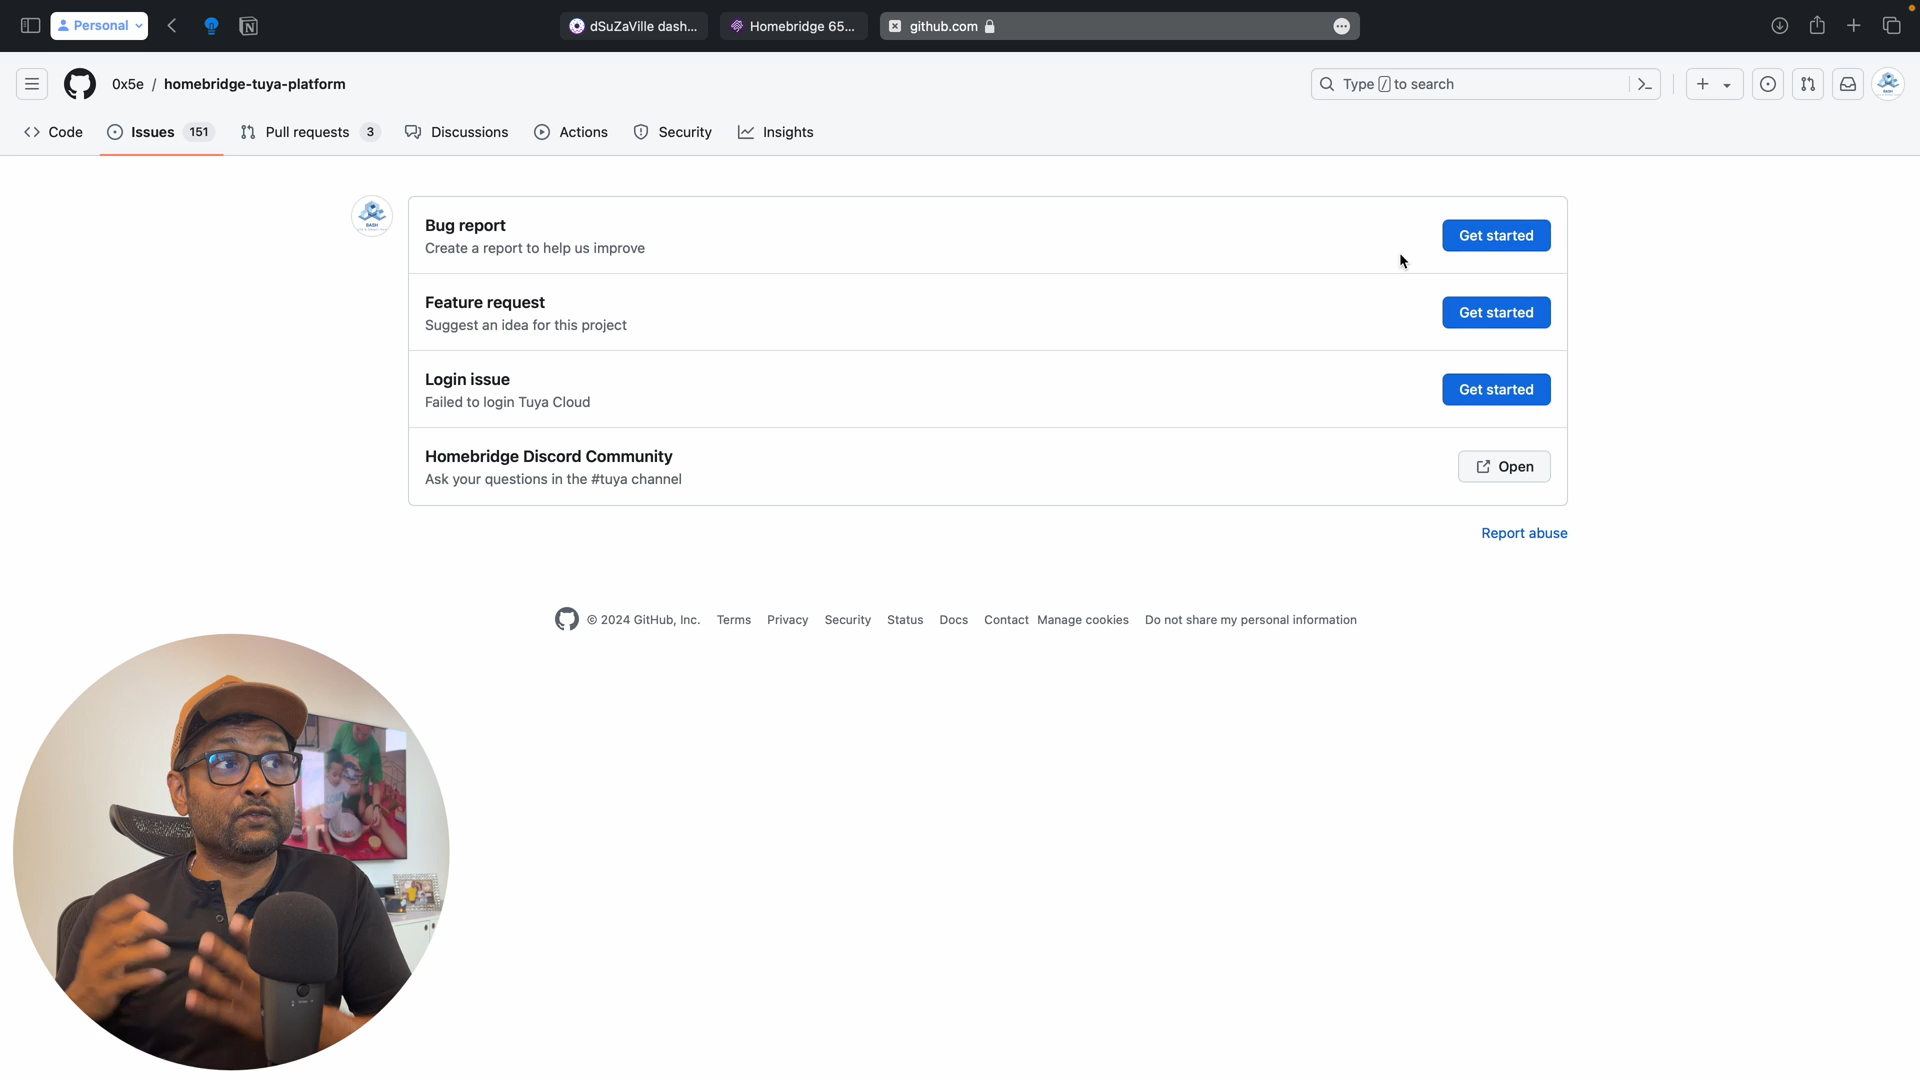 Personal
dSuZaVille dash...
Homebridge 65...
github.com
0x5e / homebridge-tuya-platform
Type / to search
Code
Issues 151
Pull requests 3
Discussions
Actions
Security
Insights
Bug report
Create a report to help us improve
Get started
Feature request
Suggest an idea for this project
Get started
Login issue
Failed to login Tuya Cloud
Get started
Homebridge Discord Community
Ask your questions in the #tuya channel
Open
Report abuse
© 2024 GitHub, Inc. Terms Privacy Security Status Docs Contact Manage cookies Do not share my personal information